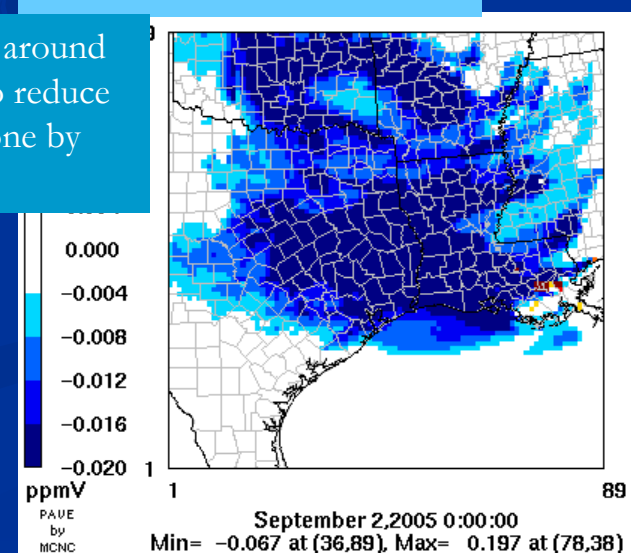 around
reduce
by
0.000
−0.004
−0.008
−0.012
−0.016
−0.020
1
ppmV
1
89
PAVE
by
MCNC
September 2,2005 0:00:00
Min= −0.067 at (36,89), Max= 0.197 at (78,38)